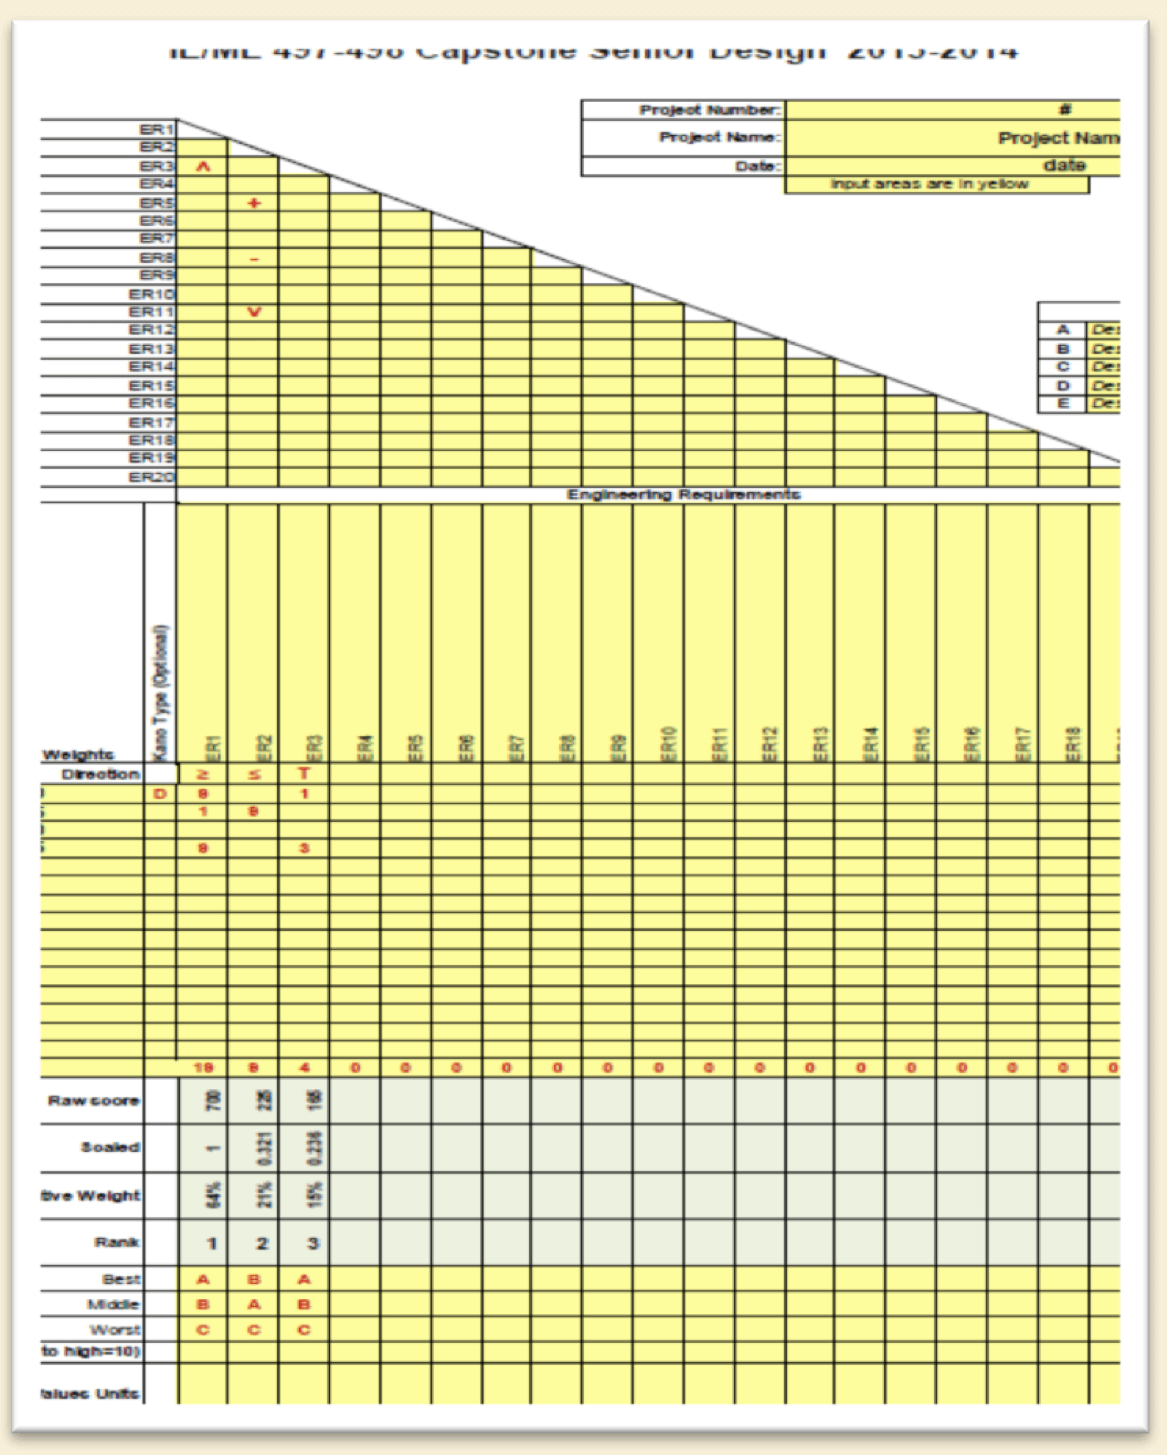 IE/ME 497-498 Capstone Senior Design 2013-2014
Project Number: #
Project Name: Project Nam
Date: date
Input areas are in yellow
ER1
ER2
ER3 Λ
ER4
ER5 +
ER6
ER7
ER8 -
ER9
ER10
ER11 V
ER12 A Des
ER13 B Des
ER14 C Des
ER15 D Des
ER16 E Des
ER17
ER18
ER19
ER20
Engineering Requirements
Weights Kano Type (Optional) ER1 ER2 ER3 ER4 ER5 ER6 ER7 ER8 ER9 ER10 ER11 ER12 ER13 ER14 ER15 ER16 ER17 ER18
Direction ≥ ≤ T
D 9 1
1 9
9 3
19 9 4 0 0 0 0 0 0 0 0 0 0 0 0 0 0 0 0
Raw score 700 225 165
Scaled 1 0.321 0.236
tive Weight 64% 21% 15%
Rank 1 2 3
Best A B A
Middle B A B
Worst C C C
to high=10)
Values Units